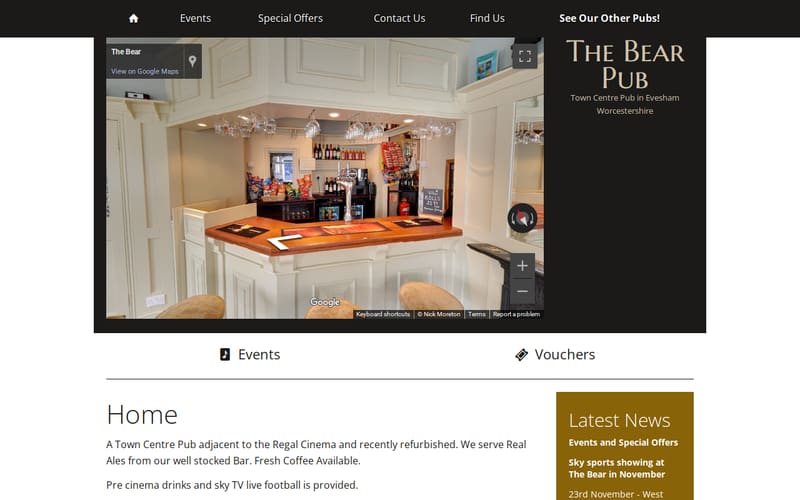 Events Special Offers Contact Us Find Us See Our Other Pubs!
The Bear
View on Google Maps
The Bear
Pub
Town Centre Pub in Evesham
Worcestershire
Google
Keyboard shortcuts © Nick Moreton Terms Report a problem
Events Vouchers
Home
A Town Centre Pub adjacent to the Regal Cinema and recently refurbished. We serve Real
Ales from our well stocked Bar. Fresh Coffee Available.
Pre cinema drinks and sky TV live football is provided.
Latest News
Events and Special Offers
Sky sports showing at
The Bear in November
23rd November - West